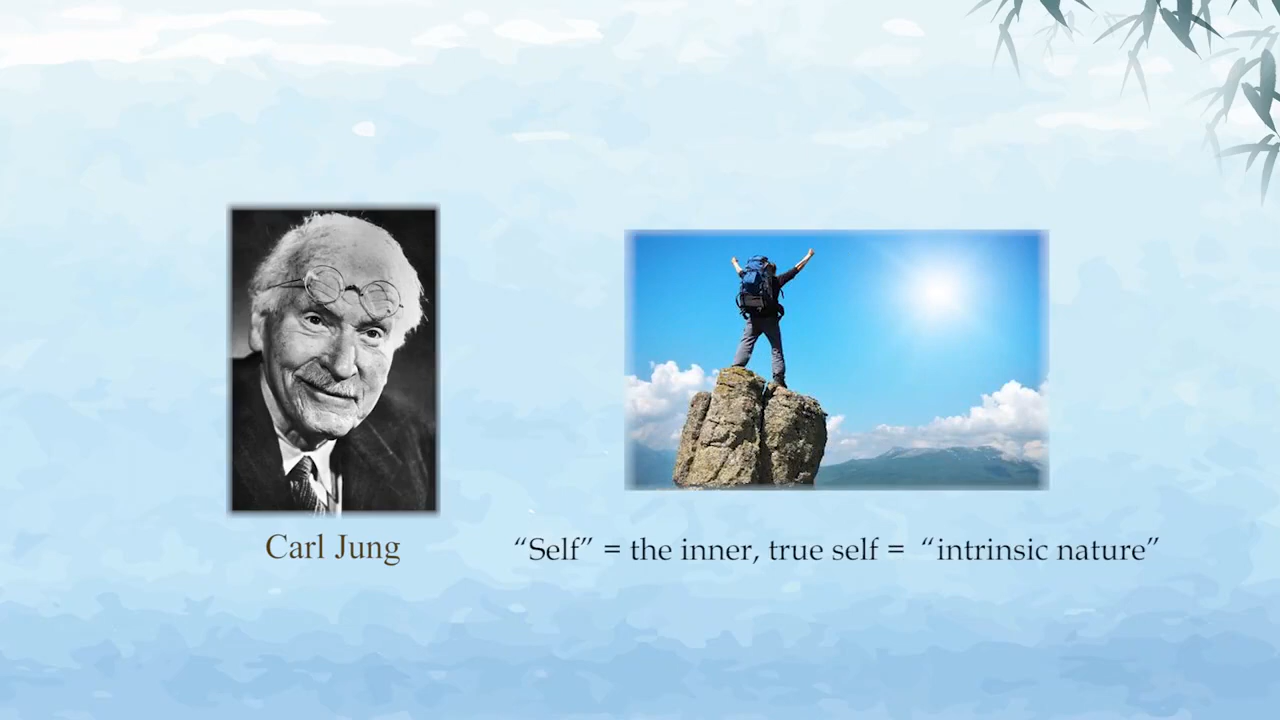 Carl Jung
“Self” = the inner, true self = “intrinsic nature”